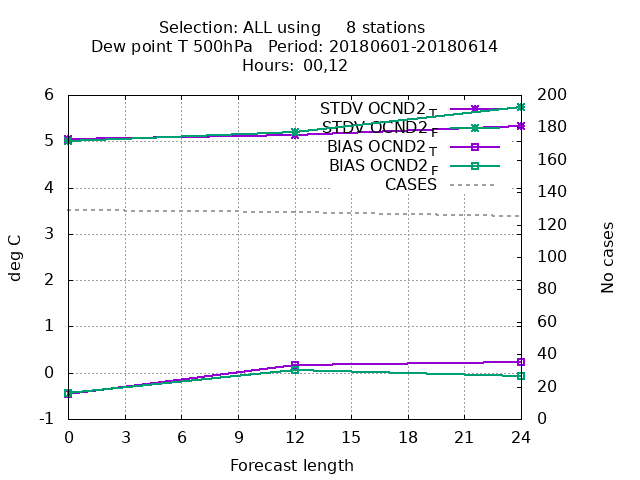 Selection: ALL using     8 stations
Dew point T 500hPa   Period: 20180601-20180614
Hours: 00,12
STDV OCND2_T
STDV OCND2_F
BIAS OCND2_T
BIAS OCND2_F
CASES
6
5
4
3
2
1
0
-1
200
180
160
140
120
100
80
60
40
20
0
deg C
No cases
0 3 6 9 12 15 18 21 24
Forecast length